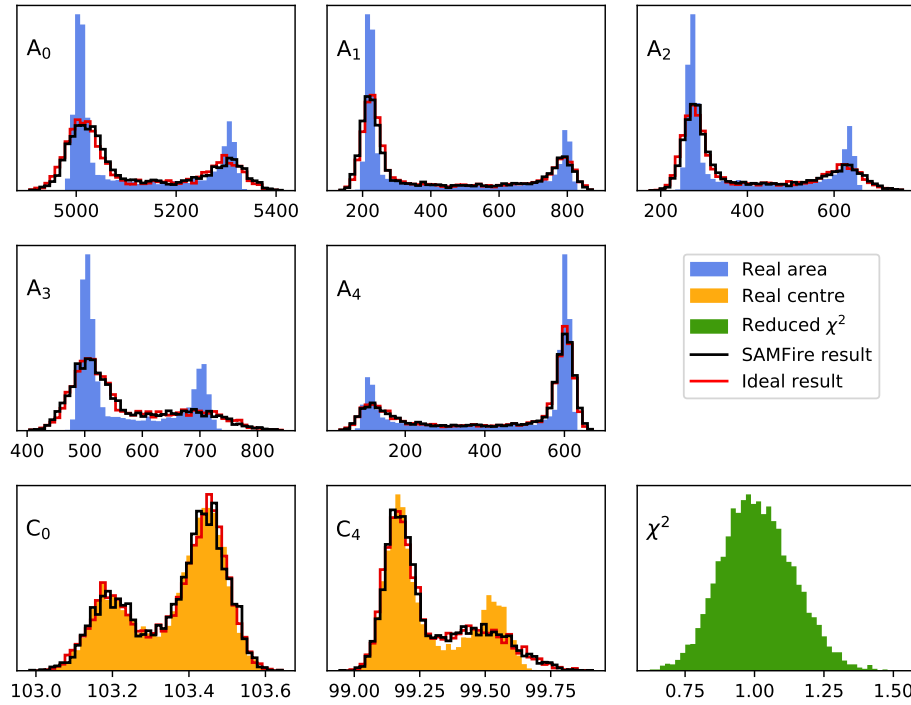 A₀
A₁
A₂
5000 5200 5400
200 400 600 800
200 400 600
A₃
A₄
Real area
Real centre
Reduced χ²
SAMFire result
Ideal result
400 500 600 700 800
200 400 600
C₀
C₄
χ²
103.0 103.2 103.4 103.6
99.00 99.25 99.50 99.75
0.75 1.00 1.25 1.50